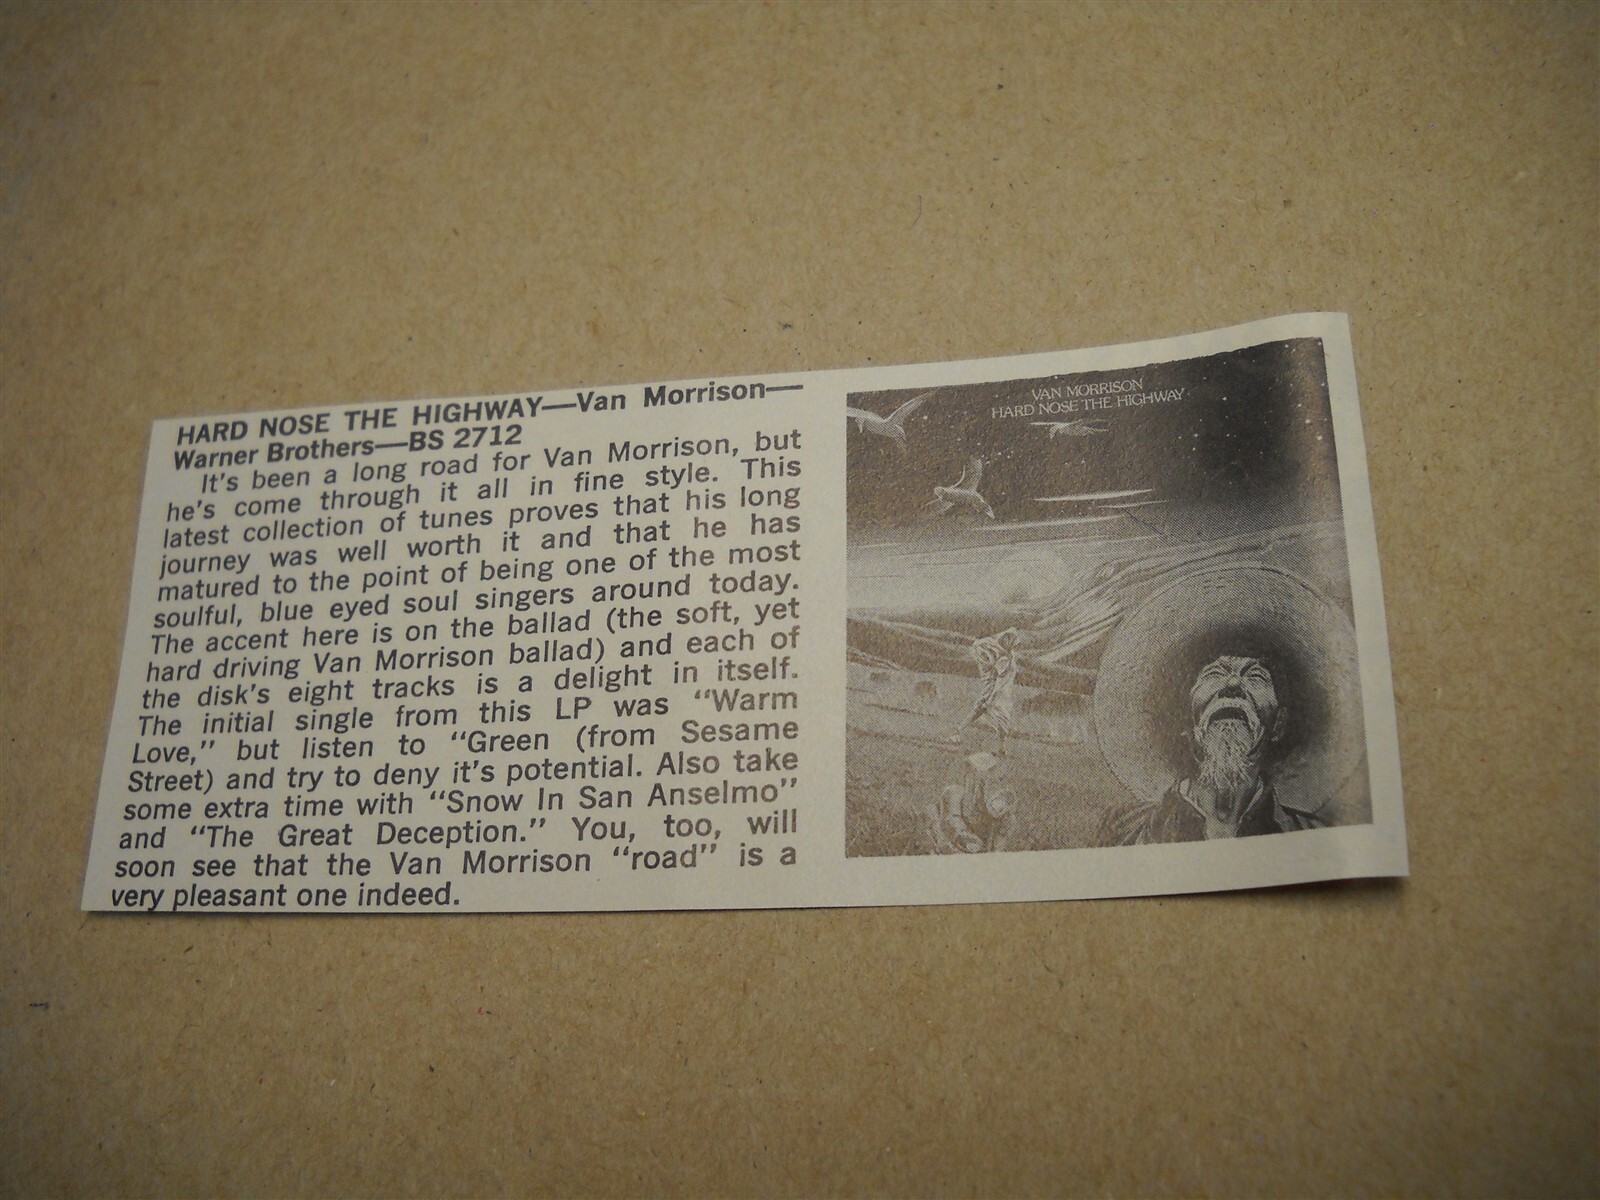 HARD NOSE THE HIGHWAY—Van Morrison—
Warner Brothers—BS 2712
It's been a long road for Van Morrison, but
he's come through it all in fine style. This
latest collection of tunes proves that his long
journey was well worth it and that he has
matured to the point of being one of the most
soulful, blue eyed soul singers around today.
The accent here is on the ballad (the soft, yet
hard driving Van Morrison ballad) and each of
the disk's eight tracks is a delight in itself.
The initial single from this LP was "Warm
Love," but listen to "Green (from Sesame
Street) and try to deny it's potential. Also take
some extra time with "Snow In San Anselmo"
and "The Great Deception." You, too, will
soon see that the Van Morrison "road" is a
very pleasant one indeed.
VAN MORRISON
HARD NOSE THE HIGHWAY